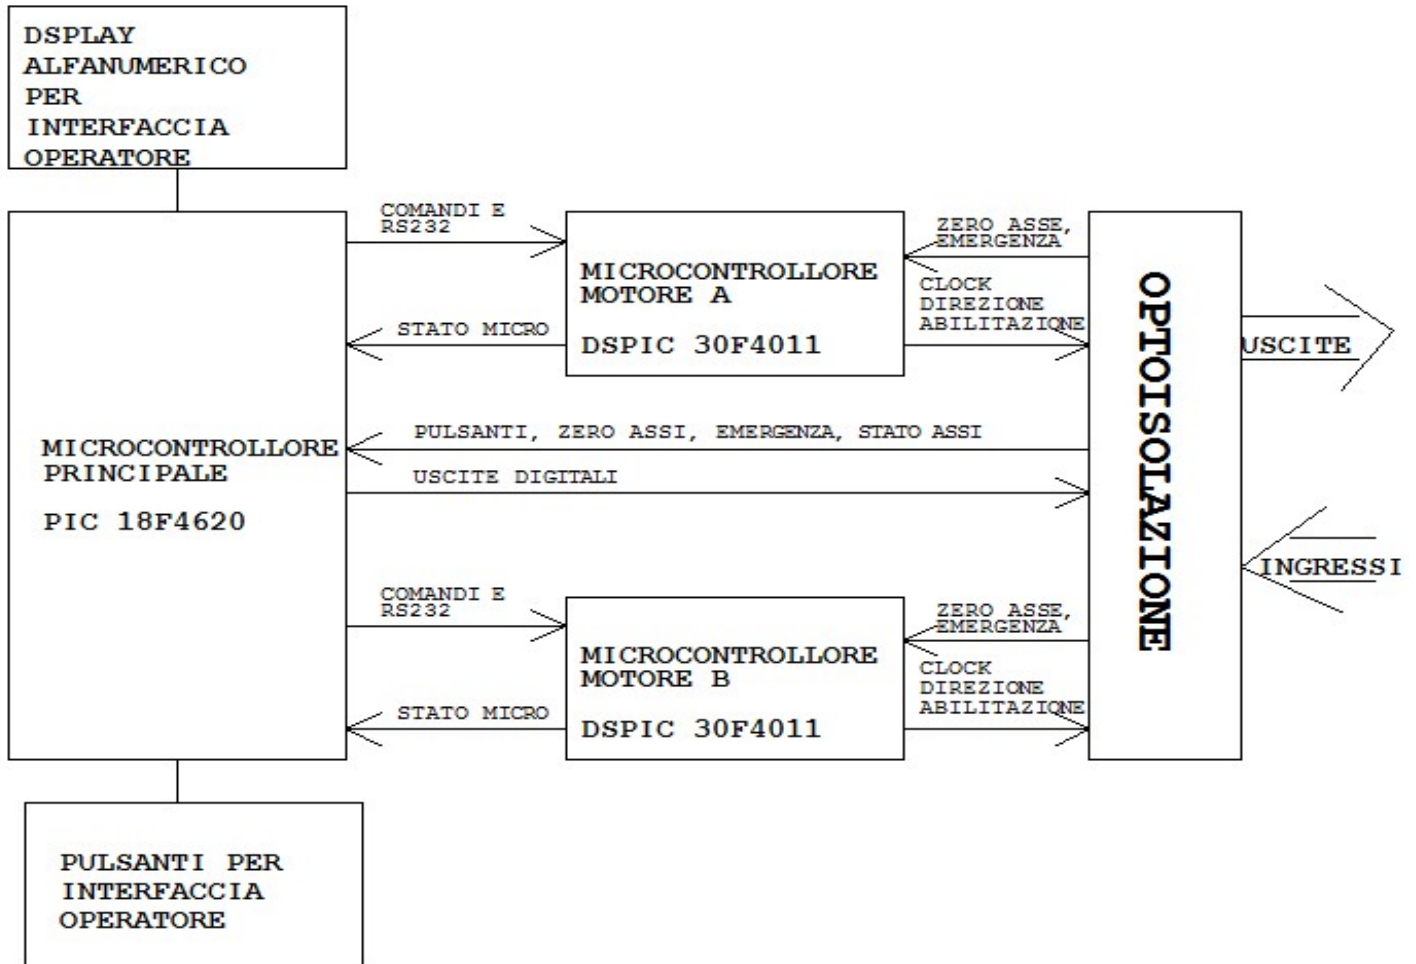 DSPLAY
ALFANUMERICO
PER
INTERFACCIA
OPERATORE
COMANDI E
RS232
MICROCONTROLLORE
MOTORE A
DSPIC 30F4011
STATO MICRO
ZERO ASSE,
EMERGENZA
CLOCK
DIREZIONE
ABILITAZIONE
OPTOISOLAZIONE
USCITE
MICROCONTROLLORE
PRINCIPALE
PIC 18F4620
PULSANTI, ZERO ASSI, EMERGENZA, STATO ASSI
USCITE DIGITALI
INGRESSI
COMANDI E
RS232
MICROCONTROLLORE
MOTORE B
DSPIC 30F4011
STATO MICRO
ZERO ASSE,
EMERGENZA
CLOCK
DIREZIONE
ABILITAZIONE
PULSANTI PER
INTERFACCIA
OPERATORE